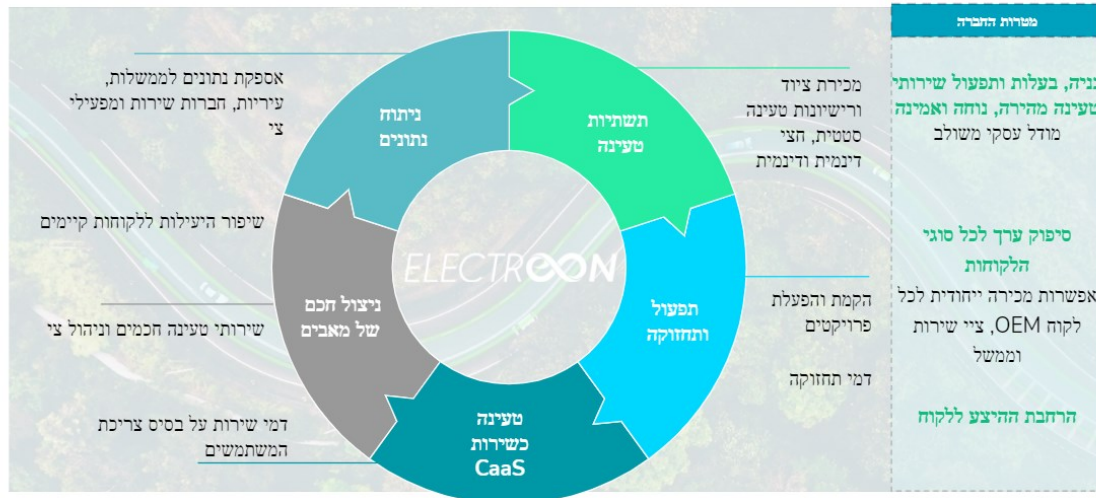 מטרות החברה
בניה, בעלות ותפעול שירותי
טעינה מהירה, נוחה ואמינה
מודל עסקי משולב
סיפוק ערך לכל סוגי
הלקוחות
אפשרות מכירה ייחודית לכל
לקוח OEM, ציי שירות
וממשל
הרחבת ההיצע ללקוח
תשתיות
טעינה
מכירת ציוד
ורישיונות טעינה
סטטית, חצי
דינמית ודינמית
תפעול
ותחזוקה
הקמת והפעלת
פרויקטים
דמי תחזוקה
טעינה
כשירות
CaaS
דמי שירות על בסיס צריכת
המשתמשים
ניצול חכם
של מאבים
שיפור היעילות ללקוחות קיימים
שירותי טעינה חכמים וניהול צי
ניתוח
נתונים
אספקת נתונים לממשלות,
עיריות, חברות שירות ומפעילי
צי
ELECTREON